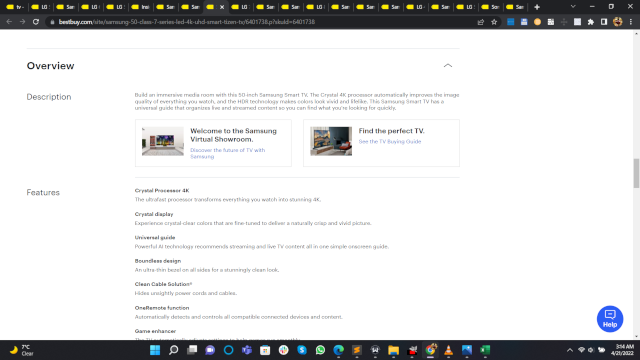 tv -
LG
LG
Insi
Sar
Sar
Sar
LG
Sar
Sar
LG
Sar
LG
LG
Sor
Sar
bestbuy.com/site/samsung-50-class-7-series-led-4k-uhd-smart-tizen-tv/6401738.p?skuId=6401738
Overview
Description
Build an immersive media room with this 50-inch Samsung Smart TV. The Crystal 4K processor automatically improves the image
quality of everything you watch, and the HDR technology makes colors look vivid and lifelike. This Samsung Smart TV has a
universal guide that organizes live and streamed content so you can find what you're looking for quickly.
Welcome to the Samsung
Virtual Showroom.
Discover the future of TV with
Samsung
Find the perfect TV.
See the TV Buying Guide
Features
Crystal Processor 4K
The ultrafast processor transforms everything you watch into stunning 4K.
Crystal display
Experience crystal-clear colors that are fine-tuned to deliver a naturally crisp and vivid picture.
Universal guide
Powerful AI technology recommends streaming and live TV content all in one simple onscreen guide.
Boundless design
An ultra-thin bezel on all sides for a stunningly clean look.
Clean Cable Solution®
Hides unsightly power cords and cables.
OneRemote function
Automatically detects and controls all compatible connected devices and content.
Game enhancer
Help
7°C
Clear
3:14 AM
4/21/2023